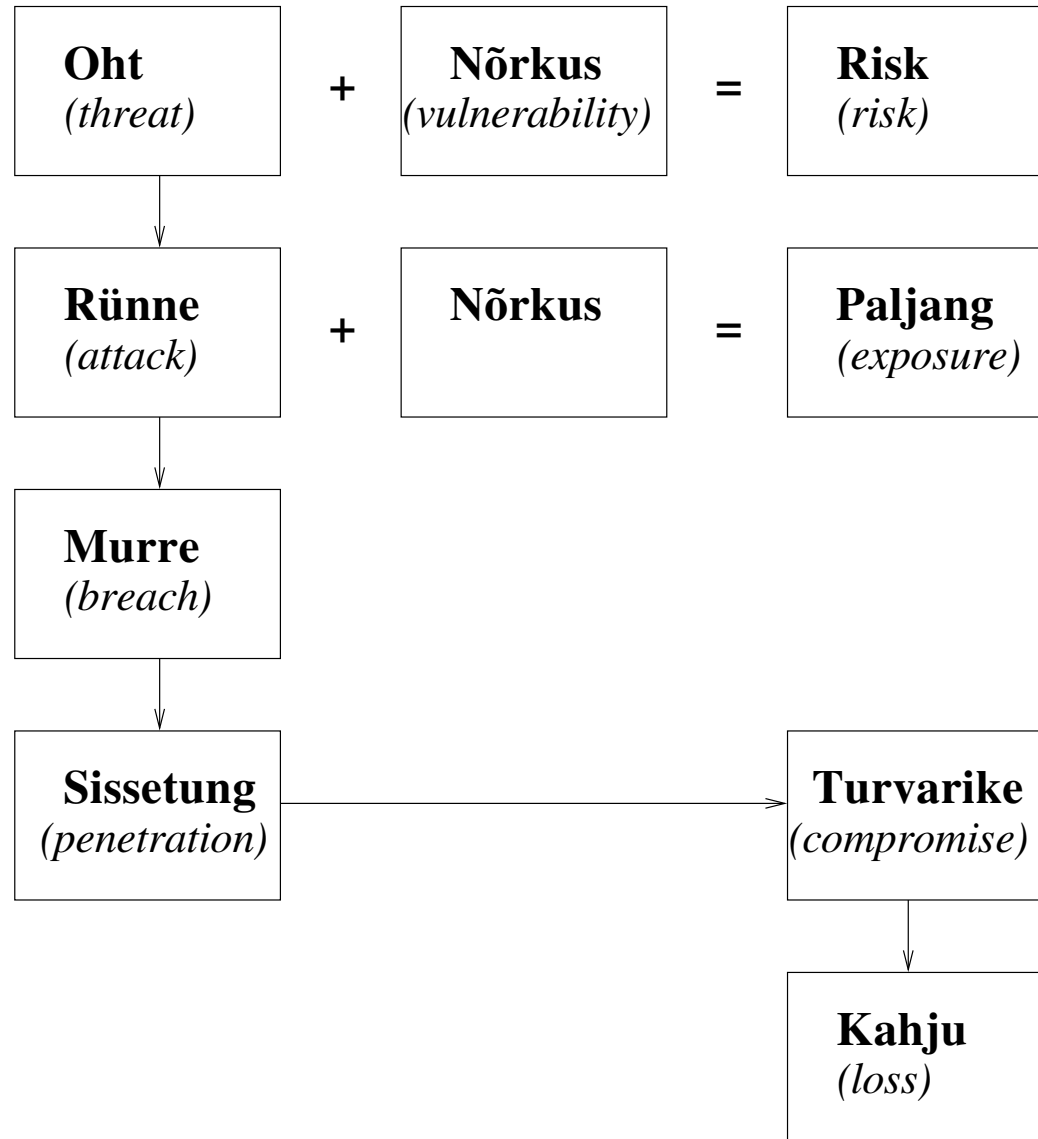 Oht
(threat)
+
Nõrkus
(vulnerability)
=
Risk
(risk)
Rünne
(attack)
+
Nõrkus
=
Paljang
(exposure)
Murre
(breach)
Sissetung
(penetration)
Turvarike
(compromise)
Kahju
(loss)